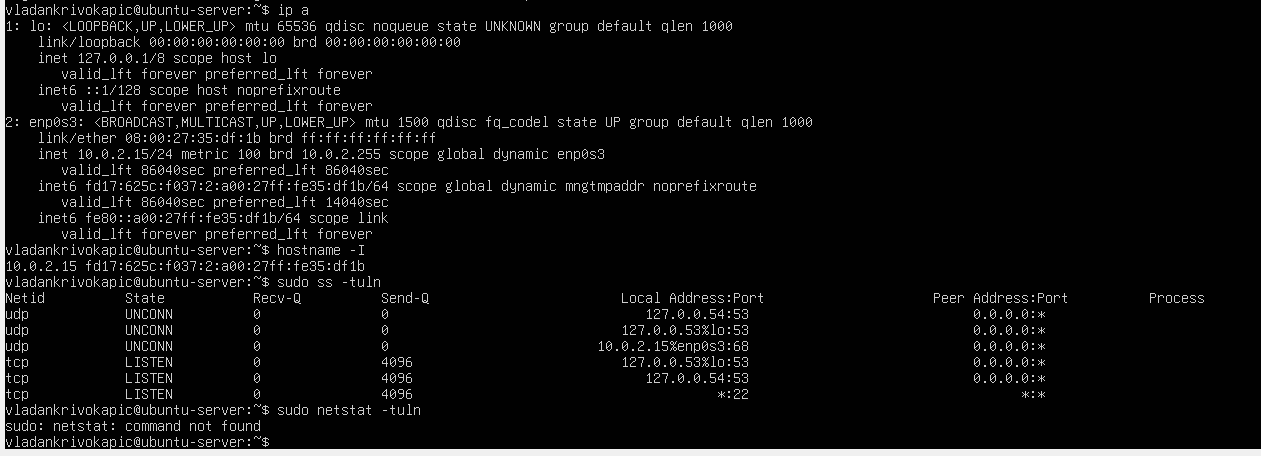 vladankrivokapic@ubuntu-server:~$ ip a
1: lo: <LOOPBACK,UP,LOWER_UP> mtu 65536 qdisc noqueue state UNKNOWN group default qlen 1000
    link/loopback 00:00:00:00:00:00 brd 00:00:00:00:00:00
    inet 127.0.0.1/8 scope host lo
       valid_lft forever preferred_lft forever
    inet6 ::1/128 scope host noprefixroute
       valid_lft forever preferred_lft forever
2: enp0s3: <BROADCAST,MULTICAST,UP,LOWER_UP> mtu 1500 qdisc fq_codel state UP group default qlen 1000
    link/ether 08:00:27:35:df:1b brd ff:ff:ff:ff:ff:ff
    inet 10.0.2.15/24 metric 100 brd 10.0.2.255 scope global dynamic enp0s3
       valid_lft 86040sec preferred_lft 86040sec
    inet6 fd17:625c:f037:2:a00:27ff:fe35:df1b/64 scope global dynamic mngtmpaddr noprefixroute
       valid_lft 86040sec preferred_lft 14040sec
    inet6 fe80::a00:27ff:fe35:df1b/64 scope link
       valid_lft forever preferred_lft forever
vladankrivokapic@ubuntu-server:~$ hostname -I
10.0.2.15 fd17:625c:f037:2:a00:27ff:fe35:df1b
vladankrivokapic@ubuntu-server:~$ sudo ss -tuln
Netid State Recv-Q Send-Q Local Address:Port Peer Address:Port Process
udp UNCONN 0 0 127.0.0.54:53 0.0.0.0:*
udp UNCONN 0 0 127.0.0.53%lo:53 0.0.0.0:*
udp UNCONN 0 0 10.0.2.15%enp0s3:68 0.0.0.0:*
tcp LISTEN 0 4096 127.0.0.53%lo:53 0.0.0.0:*
tcp LISTEN 0 4096 127.0.0.54:53 0.0.0.0:*
tcp LISTEN 0 4096 *:22 *:*
vladankrivokapic@ubuntu-server:~$ sudo netstat -tuln
sudo: netstat: command not found
vladankrivokapic@ubuntu-server:~$